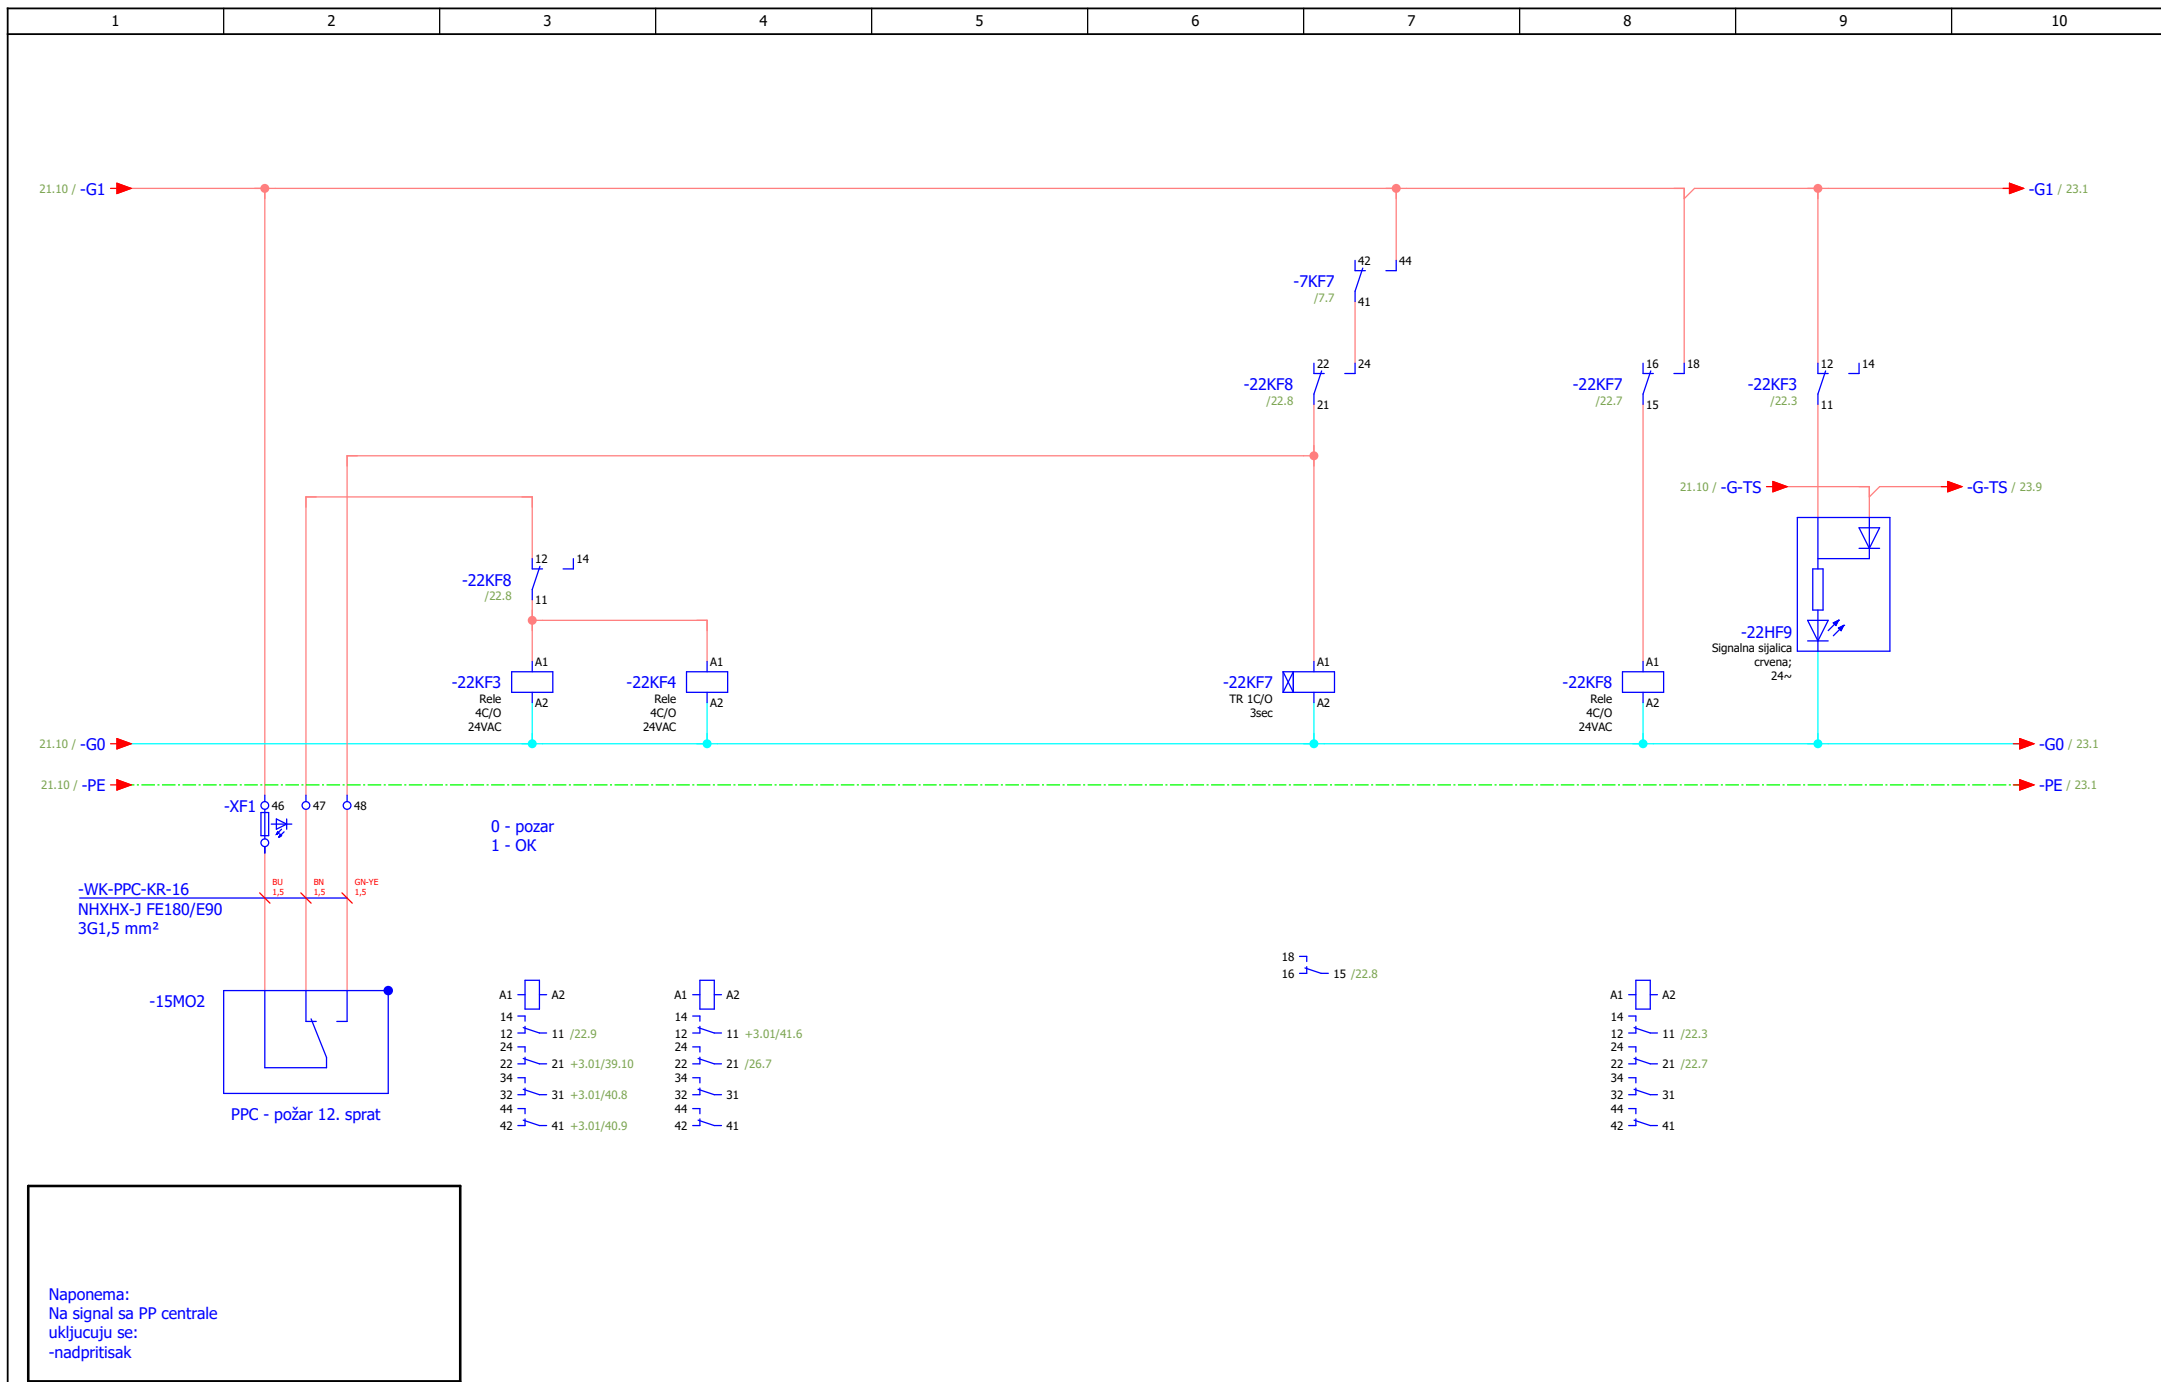 1 2 3 4 5 6 7 8 9 10
21.10 / -G1
-G1 / 23.1
42 44
-7KF7
/7.7
41
22 24
-22KF8
/22.8
21
16 18
-22KF7
/22.7
15
12 14
-22KF3
/22.3
11
21.10 / -G-TS
-G-TS / 23.9
12 14
-22KF8
/22.8
11
A1
-22KF3
Rele
4C/O
24VAC
A2
A1
-22KF4
Rele
4C/O
24VAC
A2
A1
-22KF7
TR 1C/O
3sec
A2
A1
-22KF8
Rele
4C/O
24VAC
A2
-22HF9
Signalna sijalica
crvena;
24~
21.10 / -G0
-G0 / 23.1
21.10 / -PE
-PE / 23.1
-XF1 46 47 48
0 - pozar
1 - OK
BU
1,5
BN
1,5
GN-YE
1,5
-WK-PPC-KR-16
NHXHX-J FE180/E90
3G1,5 mm²
-15MO2
PPC - požar 12. sprat
A1 A2
14
12 11 /22.9
24
22 21 +3.01/39.10
34
32 31 +3.01/40.8
44
42 41 +3.01/40.9
A1 A2
14
12 11 +3.01/41.6
24
22 21 /26.7
34
32 31
44
42 41
18
16 15 /22.8
A1 A2
14
12 11 /22.3
24
22 21 /22.7
34
32 31
44
42 41
Naponema:
Na signal sa PP centrale
ukljucuju se:
-nadpritisak